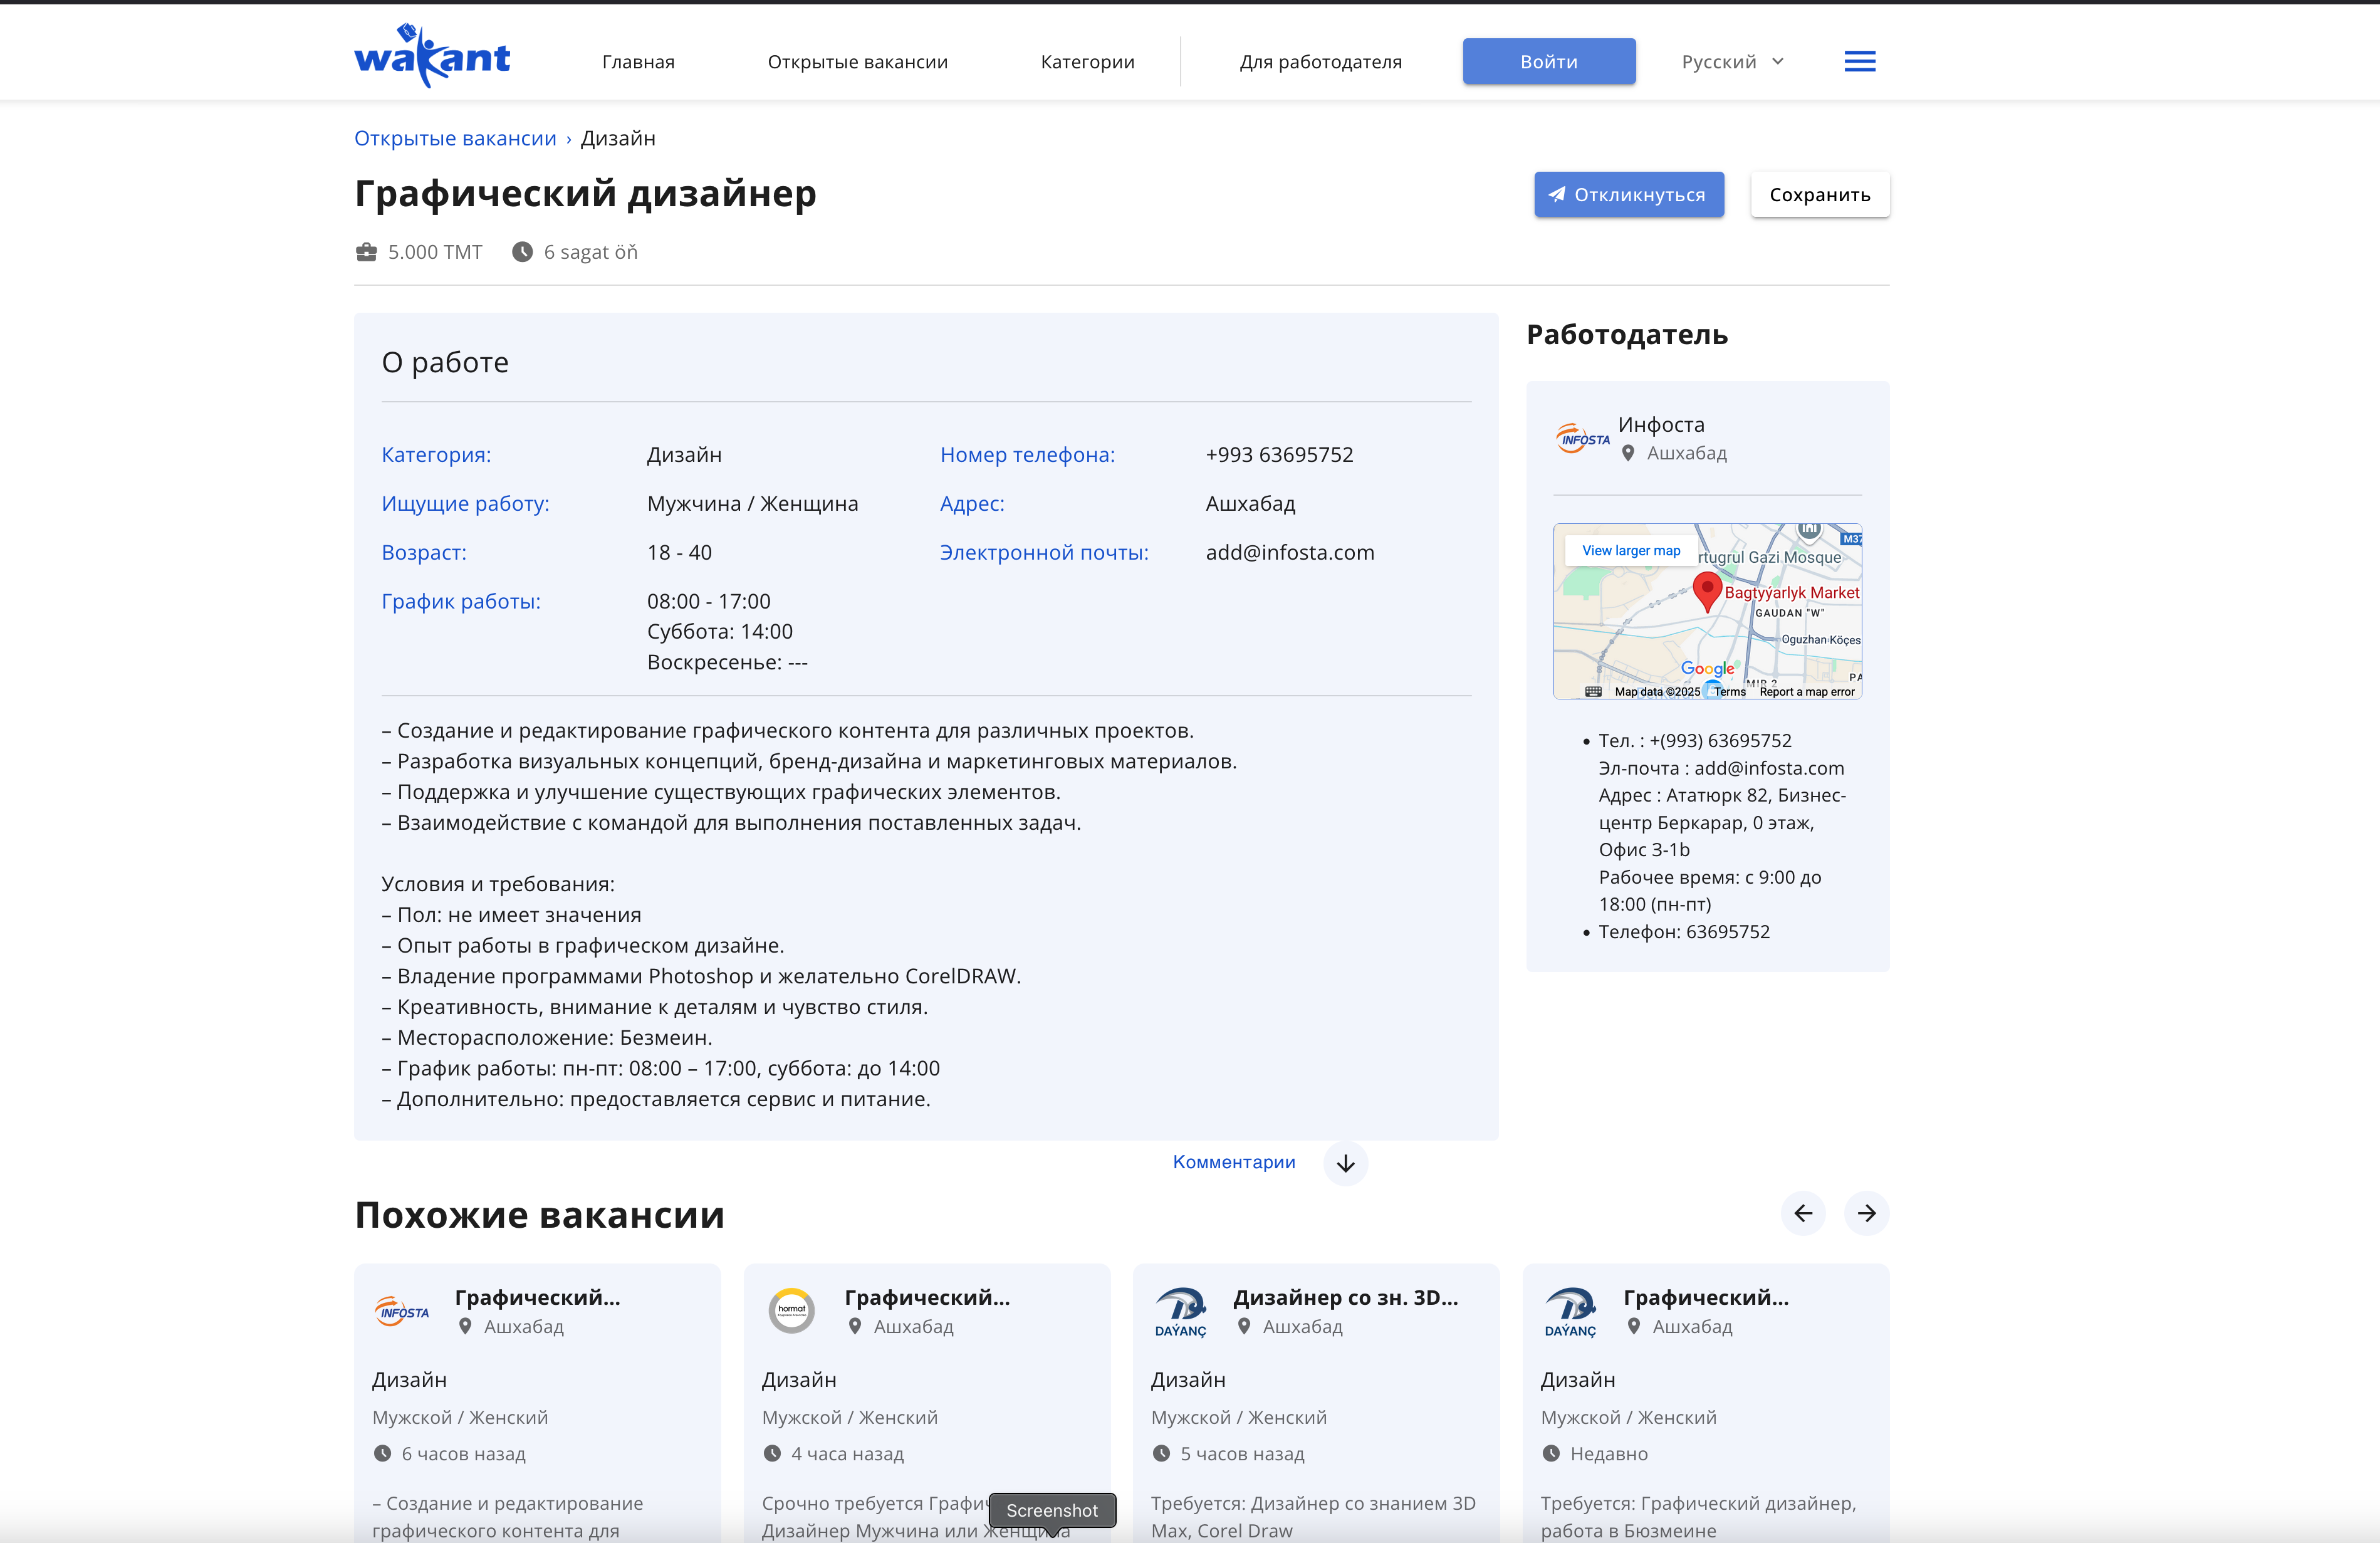 wakant
Главная
Открытые вакансии
Категории
Для работодателя
Войти
Русский
Открытые вакансии › Дизайн
Графический дизайнер
Откликнуться
Сохранить
5.000 TMT
6 sagat öň
О работе
Категория: Дизайн
Номер телефона: +993 63695752
Ищущие работу: Мужчина / Женщина
Адрес: Ашхабад
Возраст: 18 - 40
Электронной почты: add@infosta.com
График работы: 08:00 - 17:00
Суббота: 14:00
Воскресенье: ---
– Создание и редактирование графического контента для различных проектов.
– Разработка визуальных концепций, бренд-дизайна и маркетинговых материалов.
– Поддержка и улучшение существующих графических элементов.
– Взаимодействие с командой для выполнения поставленных задач.
Условия и требования:
– Пол: не имеет значения
– Опыт работы в графическом дизайне.
– Владение программами Photoshop и желательно CorelDRAW.
– Креативность, внимание к деталям и чувство стиля.
– Месторасположение: Безмеин.
– График работы: пн-пт: 08:00 – 17:00, суббота: до 14:00
– Дополнительно: предоставляется сервис и питание.
Работодатель
INFOSTA
Инфоста
Ашхабад
View larger map
rtugrul Gazi Mosque
M37
Bagtyýarlyk Market
GAUDAN "W"
Oguzhan Köçes
Google
MIR 2
PA
Map data ©2025
Terms
Report a map error
• Тел. : +(993) 63695752
Эл-почта : add@infosta.com
Адрес : Ататюрк 82, Бизнес-
центр Беркарар, 0 этаж,
Офис З-1b
Рабочее время: с 9:00 до
18:00 (пн-пт)
• Телефон: 63695752
Комментарии
Похожие вакансии
INFOSTA
Графический...
Ашхабад
Дизайн
Мужской / Женский
6 часов назад
– Создание и редактирование
графического контента для
hormat
Графический...
Ашхабад
Дизайн
Мужской / Женский
4 часа назад
Срочно требуется Графи
Дизайнер Мужчина или Женщина
Screenshot
DAÝANÇ
Дизайнер со зн. 3D...
Ашхабад
Дизайн
Мужской / Женский
5 часов назад
Требуется: Дизайнер со знанием 3D
Max, Corel Draw
DAÝANÇ
Графический...
Ашхабад
Дизайн
Мужской / Женский
Недавно
Требуется: Графический дизайнер,
работа в Бюзмеине